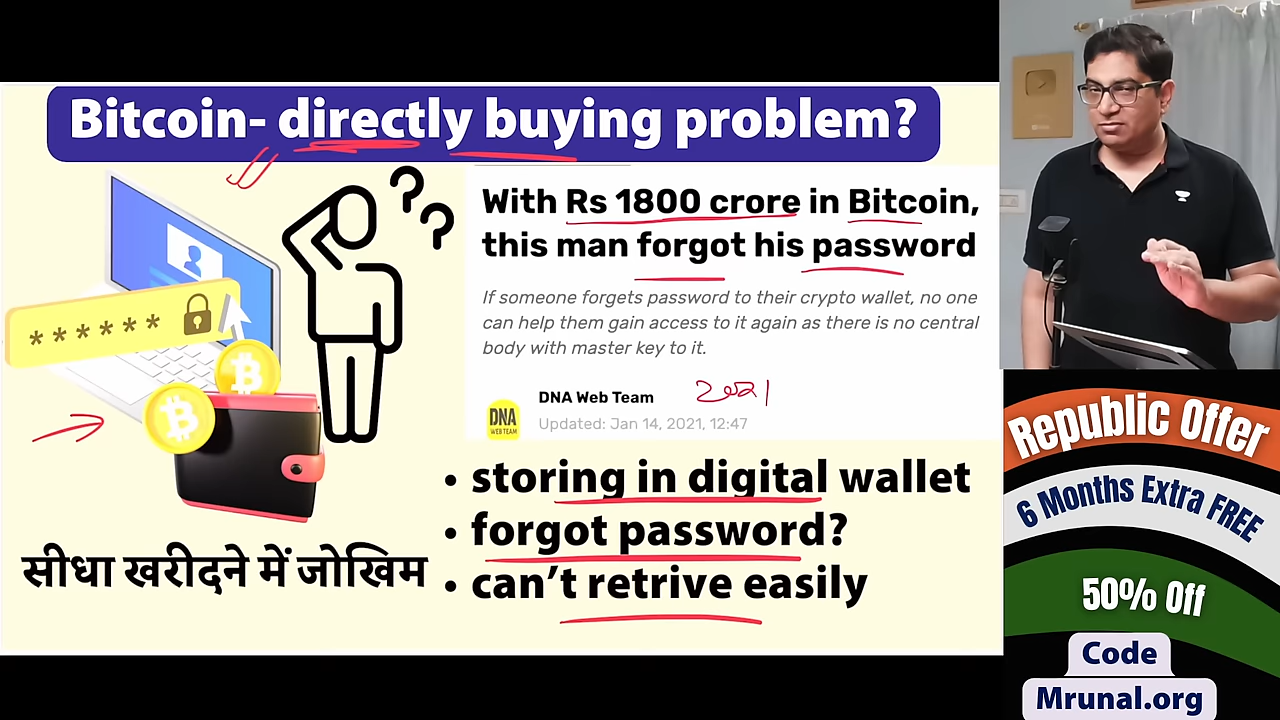 Bitcoin- directly buying problem?
With Rs 1800 crore in Bitcoin,
this man forgot his password
If someone forgets password to their crypto wallet, no one
can help them gain access to it again as there is no central
body with master key to it.
DNA Web Team
2021
Updated: Jan 14, 2021, 12:47
DNA
WEB TEAM
******
• storing in digital wallet
• forgot password?
• can't retrive easily
सीधा खरीदने में जोखिम
Republic Offer
6 Months Extra FREE
50% Off
Code
Mrunal.org